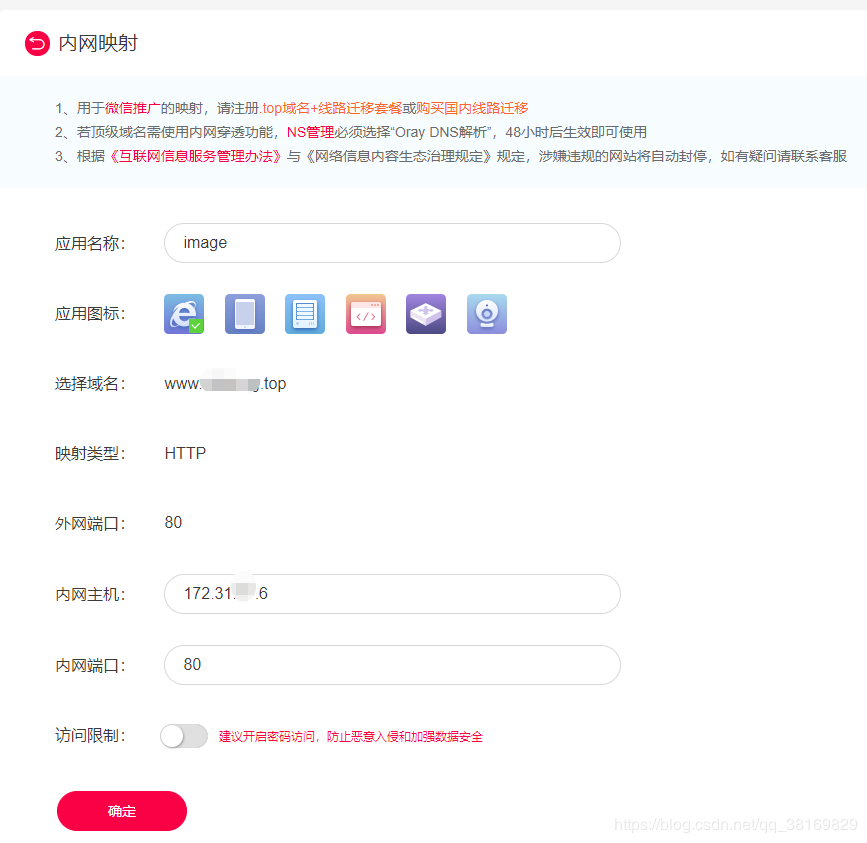 内网映射
1、用于微信推广的映射，请注册.top域名+线路迁移套餐或购买国内线路迁移
2、若顶级域名需使用内网穿透功能，NS管理必须选择“Oray DNS解析”，48小时后生效即可使用
3、根据《互联网信息服务管理办法》与《网络信息内容生态治理规定》规定，涉嫌违规的网站将自动封停，如有疑问请联系客服
应用名称： image
应用图标：
选择域名： www. .top
映射类型： HTTP
外网端口： 80
内网主机： 172.31. .6
内网端口： 80
访问限制： 建议开启密码访问，防止恶意入侵和加强数据安全
确定
https://blog.csdn.net/qq_38169829